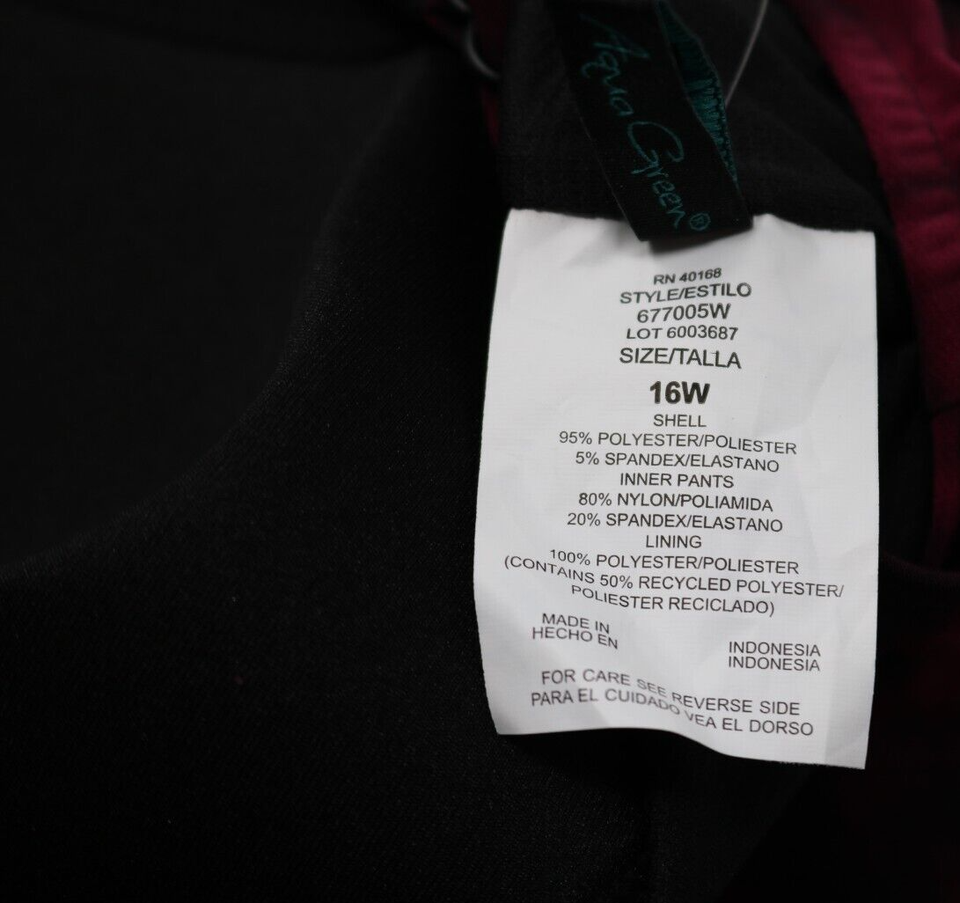 Aqua Green®
RN 40168
STYLE/ESTILO
677005W
LOT 6003687
SIZE/TALLA
16W
SHELL
95% POLYESTER/POLIESTER
5% SPANDEX/ELASTANO
INNER PANTS
80% NYLON/POLIAMIDA
20% SPANDEX/ELASTANO
LINING
100% POLYESTER/POLIESTER
(CONTAINS 50% RECYCLED POLYESTER/
POLIESTER RECICLADO)
MADE IN
HECHO EN
INDONESIA
INDONESIA
FOR CARE SEE REVERSE SIDE
PARA EL CUIDADO VEA EL DORSO